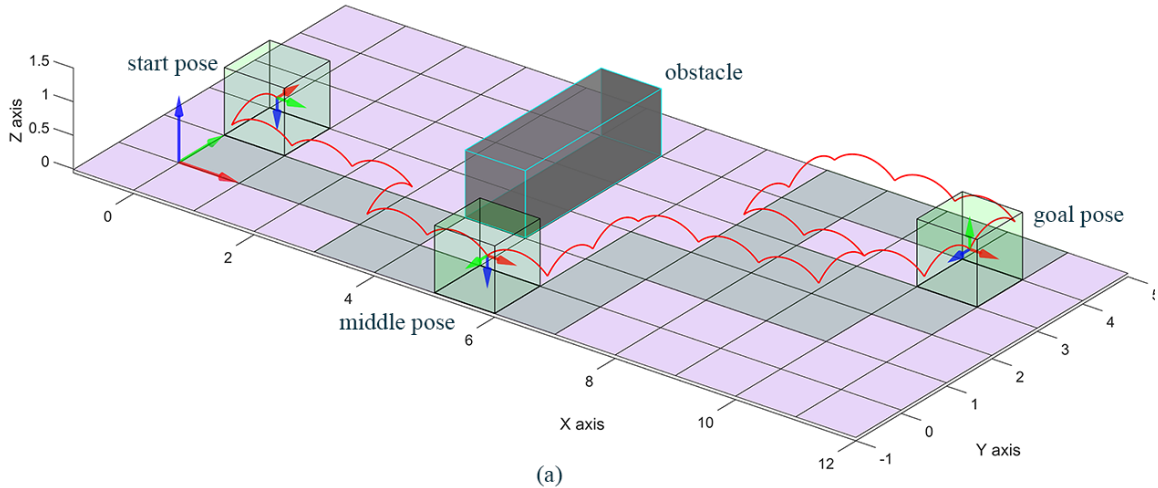 1.5
1
0.5
0
Z axis
start pose
obstacle
goal pose
middle pose
0
2
4
6
8
10
12
X axis
-1
0
1
2
3
4
5
Y axis
(a)